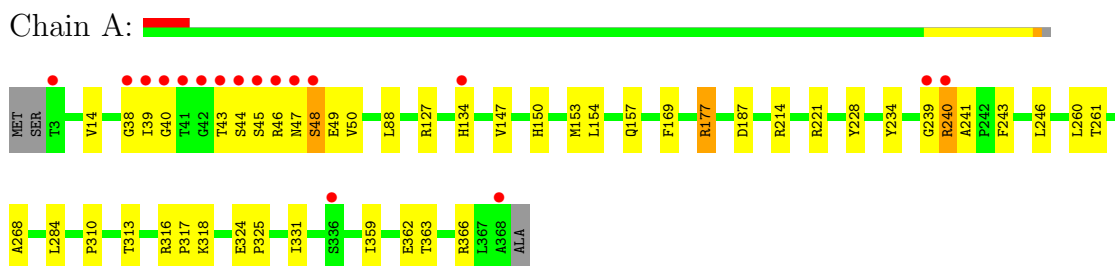 Chain A:
MET SER T3 V14 G38 I39 G40 T41 G42 T43 S44 S45 R46 N47 S48 E49 V50 L88 R127 H134 V147 H150 M153 L154 Q157 F169 R177 D187 R214 R221 Y228 Y234 G239 R240 A241 P242 F243 L246 L260 T261
A268 L284 P310 T313 R316 P317 K318 E324 P325 I331 S336 I359 E362 T363 R366 L367 A368 ALA